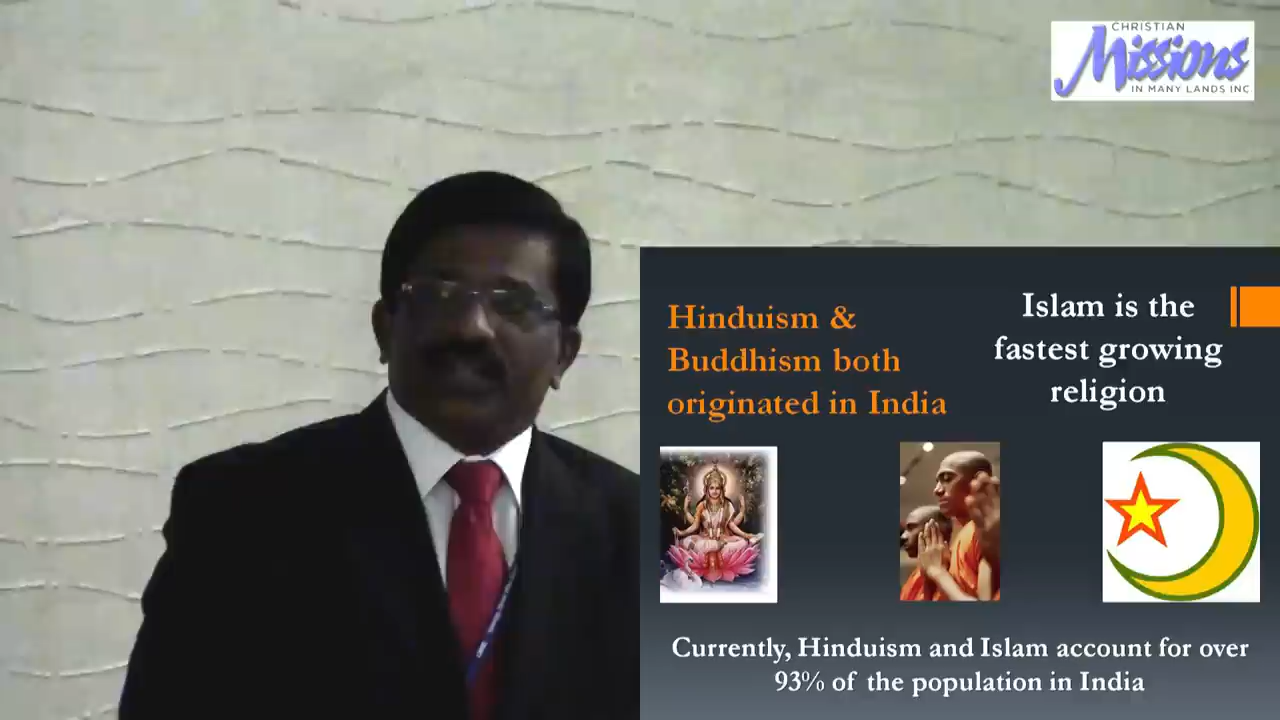 CHRISTIAN
Missions
IN MANY LANDS INC
Hinduism &
Buddhism both
originated in India
Islam is the
fastest growing
religion
Currently, Hinduism and Islam account for over
93% of the population in India